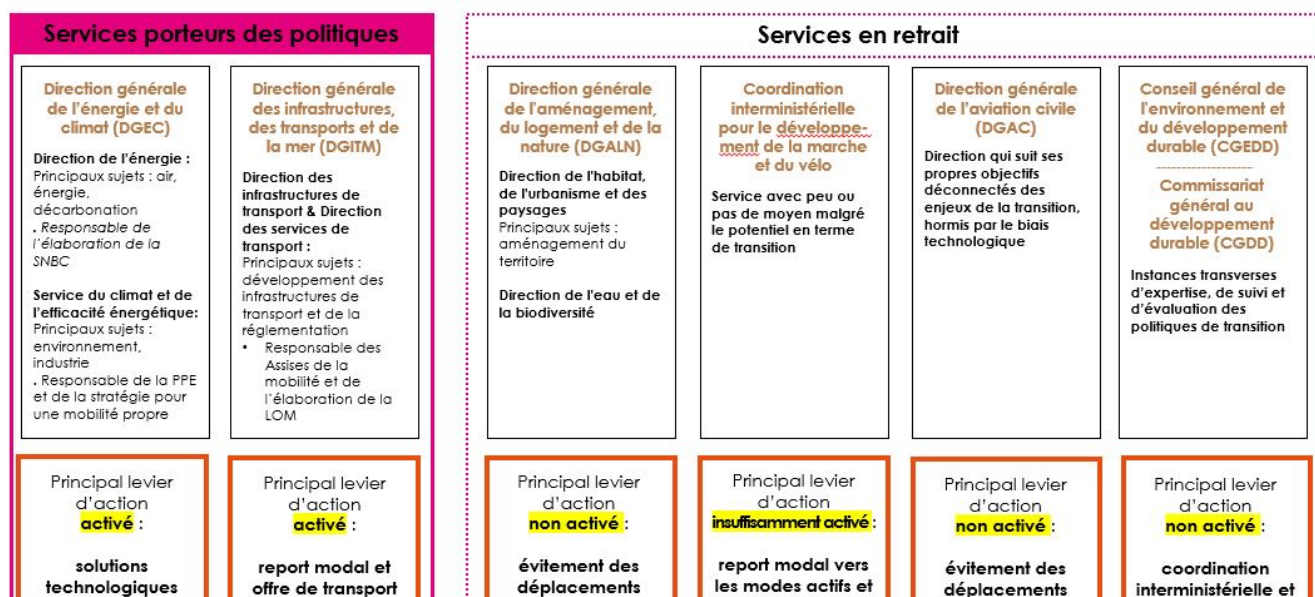 Services porteurs des politiques
Direction générale
de l'énergie et du
climat (DGEC)
Direction de l'énergie :
Principaux sujets : air,
énergie,
décarbonation
. Responsable de
l'élaboration de la
SNBC
Service du climat et de
l'efficacité énergétique:
Principaux sujets :
environnement,
industrie
. Responsable de la PPE
et de la stratégie pour
une mobilité propre
Direction générale
des infrastructures,
des transports et de
la mer (DGITM)
Direction des
infrastructures de
transport & Direction
des services de
transport :
Principaux sujets :
développement des
infrastructures de
transport et de la
réglementation
• Responsable des
Assises de la
mobilité et de
l'élaboration de la
LOM
Services en retrait
Direction générale
de l'aménagement,
du logement et de la
nature (DGALN)
Direction de l'habitat,
de l'urbanisme et des
paysages
Principaux sujets :
aménagement du
territoire
Direction de l'eau et de
la biodiversité
Coordination
interministérielle
pour le développe-
ment de la marche
et du vélo
Service avec peu ou
pas de moyen malgré
le potentiel en terme
de transition
Direction générale
de l'aviation civile
(DGAC)
Direction qui suit ses
propres objectifs
déconnectés des
enjeux de la transition,
hormis par le biais
technologique
Conseil général de
l'environnement et
du développement
durable (CGEDD)
Commissariat
général au
développement
durable (CGDD)
Instances transverses
d'expertise, de suivi et
d'évaluation des
politiques de transition
Principal levier
d'action
activé :
solutions
technologiques
Principal levier
d'action
activé :
report modal et
offre de transport
Principal levier
d'action
non activé :
évitement des
déplacements
Principal levier
d'action
insuffisamment activé :
report modal vers
les modes actifs et
Principal levier
d'action
non activé :
évitement des
déplacements
Principal levier
d'action
non activé :
coordination
interministérielle et